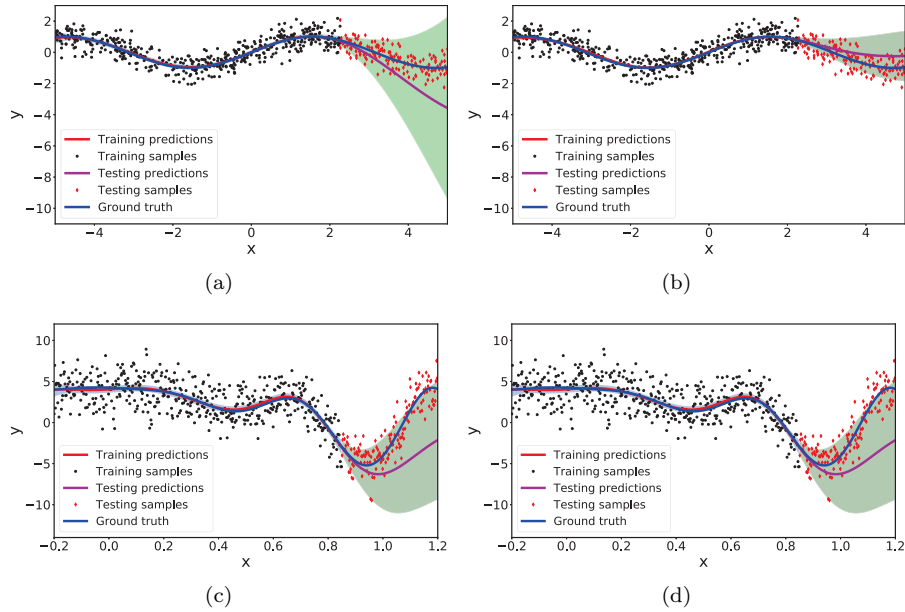 2
0
−2
−4
−6
−8
−10
y
Training predictions
Training samples
Testing predictions
Testing samples
Ground truth
−4 −2 0 2 4
x
(a)
2
0
−2
−4
−6
−8
−10
y
Training predictions
Training samples
Testing predictions
Testing samples
Ground truth
−4 −2 0 2 4
x
(b)
10
5
0
−5
−10
y
Training predictions
Training samples
Testing predictions
Testing samples
Ground truth
−0.2 0.0 0.2 0.4 0.6 0.8 1.0 1.2
x
(c)
10
5
0
−5
−10
y
Training predictions
Training samples
Testing predictions
Testing samples
Ground truth
−0.2 0.0 0.2 0.4 0.6 0.8 1.0 1.2
x
(d)